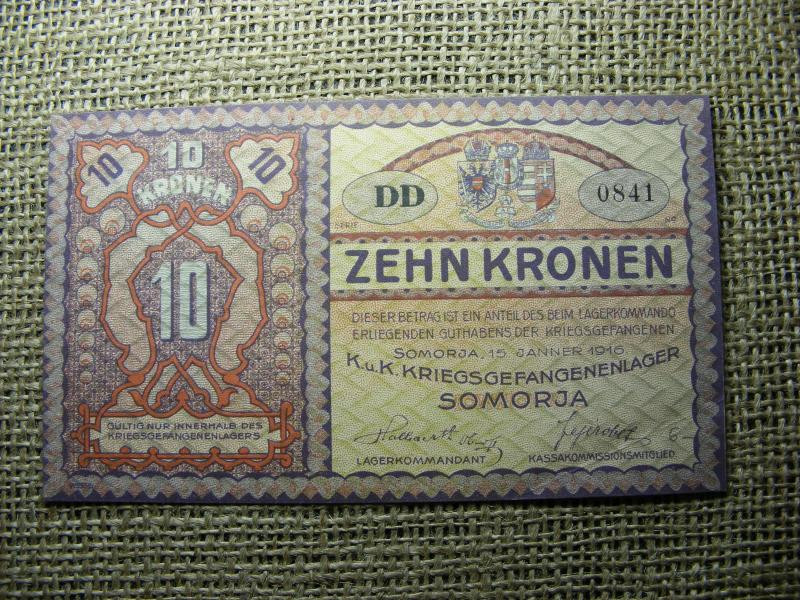 10
10
KRONEN
10
10
GÜLTIG NUR INNERHALB DES
KRIEGSGEFANGENENLAGERS
DD
SERIE
0841
NO
ZEHN KRONEN
DIESER BETRAG IST EIN ANTEIL DES BEIM LAGERKOMMANDO
ERLIEGENDEN GUTHABENS DER KRIEGSGEFANGENEN
SOMORJA, 15. JÄNNER 1916
K.u.K. KRIEGSGEFANGENENLAGER
SOMORJA
LAGERKOMMANDANT
KASSAKOMMISSIONSMITGLIED.